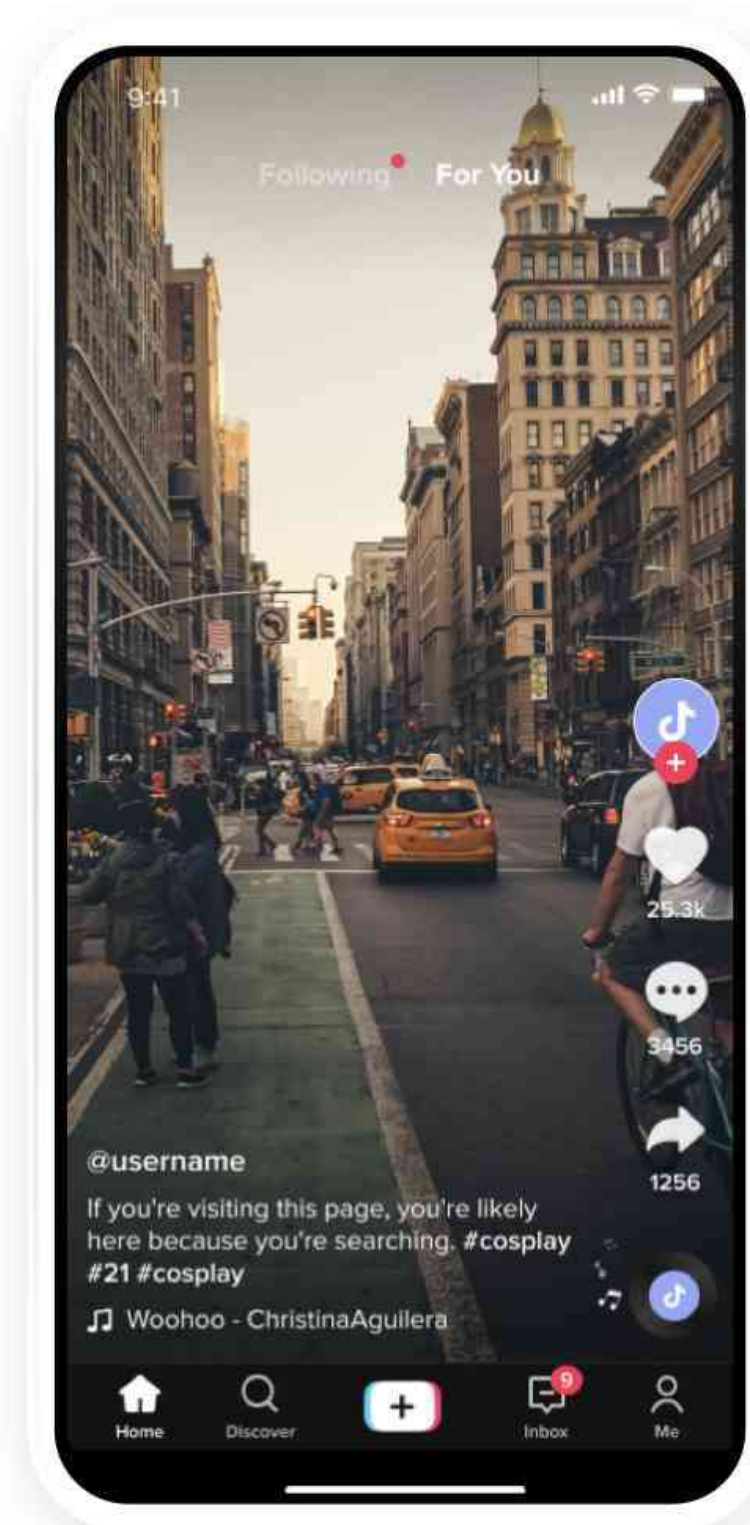 9:41
Following For You
25.3k
3456
1256
@username
If you're visiting this page, you're likely
here because you're searching. #cosplay
#21 #cosplay
Woohoo - ChristinaAguilera
9
Home Discover Inbox Me